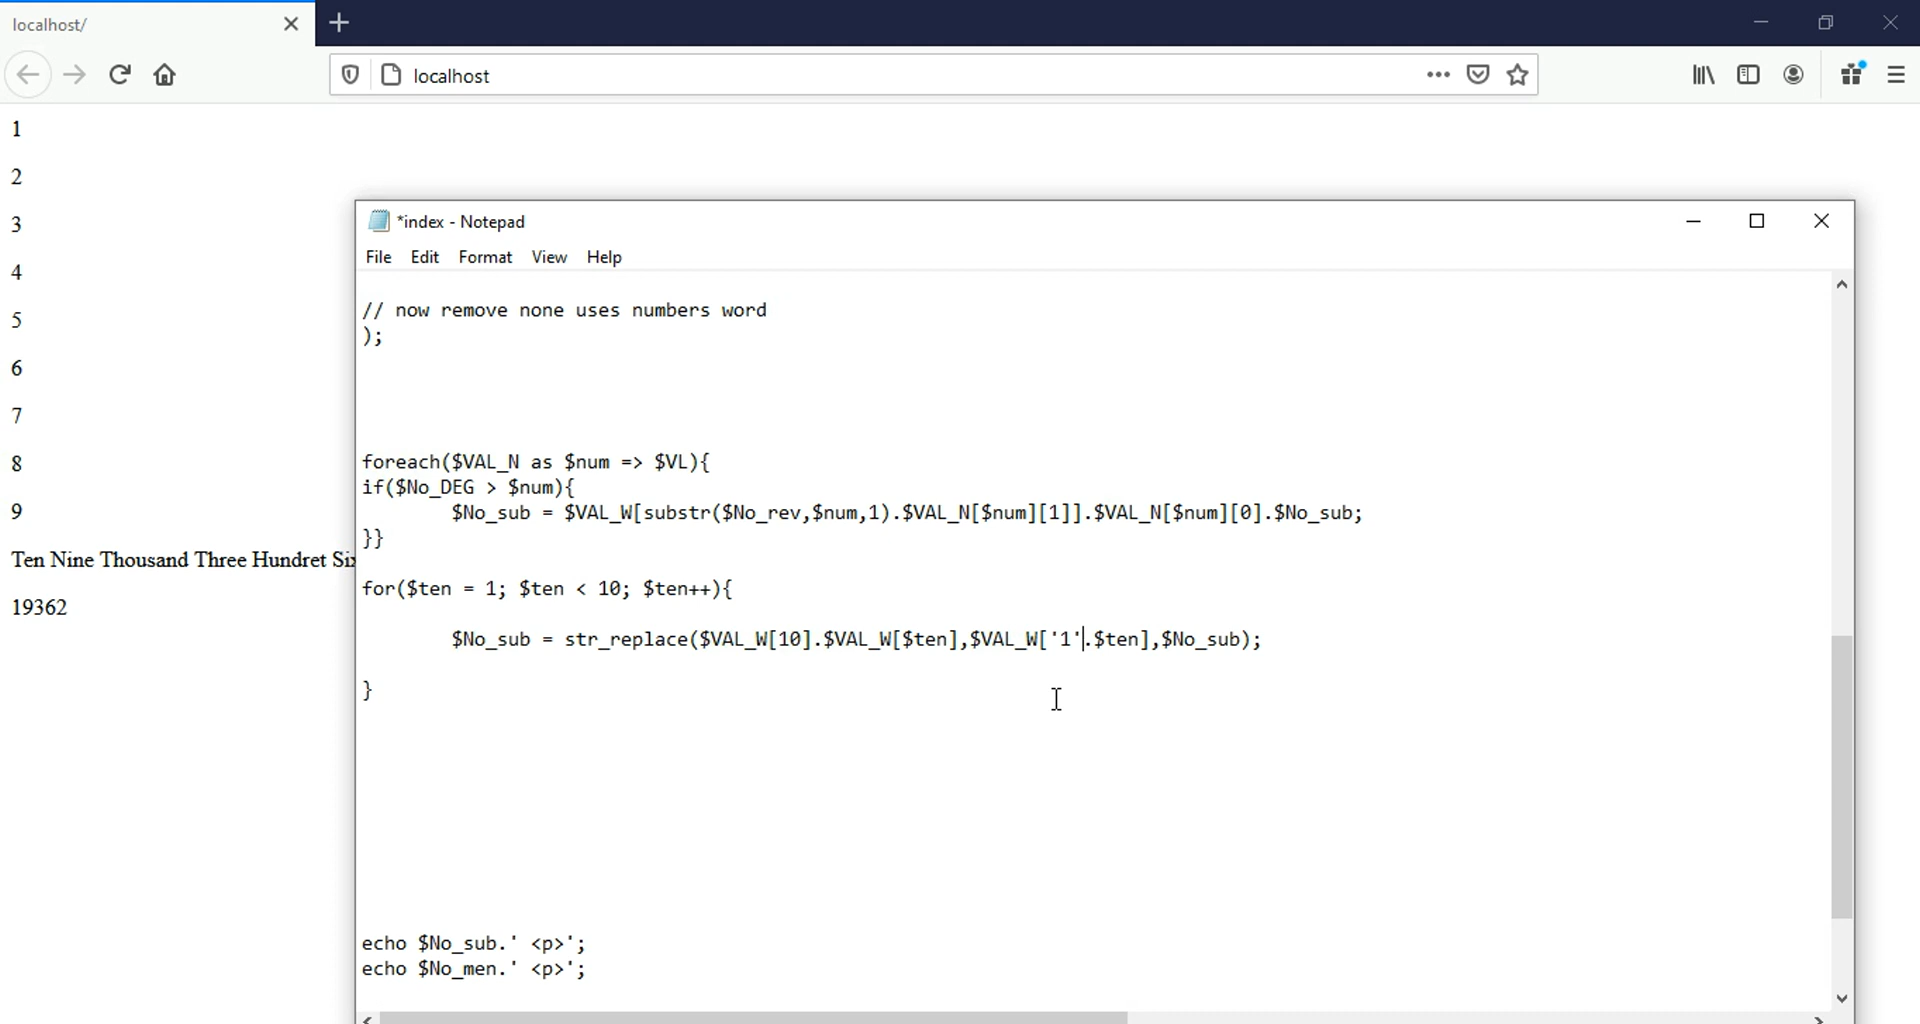 localhost/
localhost
1
2
3
4
5
6
7
8
9
Ten Nine Thousand Three Hundret
19362
*index - Notepad
File Edit Format View Help
// now remove none uses numbers word
);
foreach($VAL_N as $num => $VL){
if($No_DEG > $num){
$No_sub = $VAL_W[substr($No_rev,$num,1).$VAL_N[$num][1]].$VAL_N[$num][0].$No_sub;
}}
for($ten = 1; $ten < 10; $ten++){
$No_sub = str_replace($VAL_W[10].$VAL_W[$ten],$VAL_W['1'.$ten],$No_sub);
}
echo $No_sub.' <p>';
echo $No_men.' <p>';